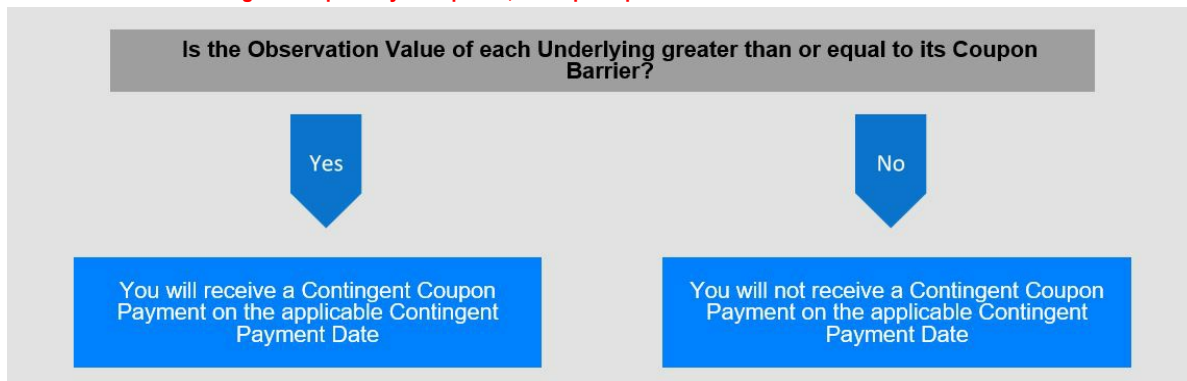 Is the Observation Value of each Underlying greater than or equal to its Coupon
Barrier?
Yes
No
You will receive a Contingent Coupon
Payment on the applicable Contingent
Payment Date
You will not receive a Contingent Coupon
Payment on the applicable Contingent
Payment Date